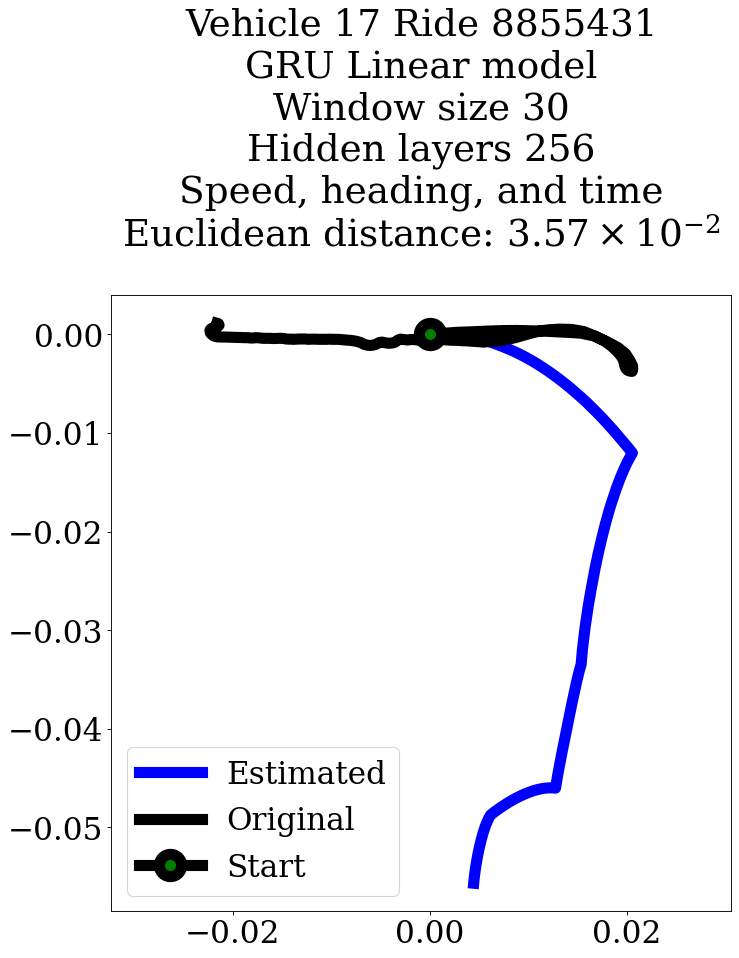 Vehicle 17 Ride 8855431
GRU Linear model
Window size 30
Hidden layers 256
Speed, heading, and time
Euclidean distance: 3.57 × 10⁻²
0.00
−0.01
−0.02
−0.03
−0.04
−0.05
Estimated
Original
Start
−0.02 0.00 0.02